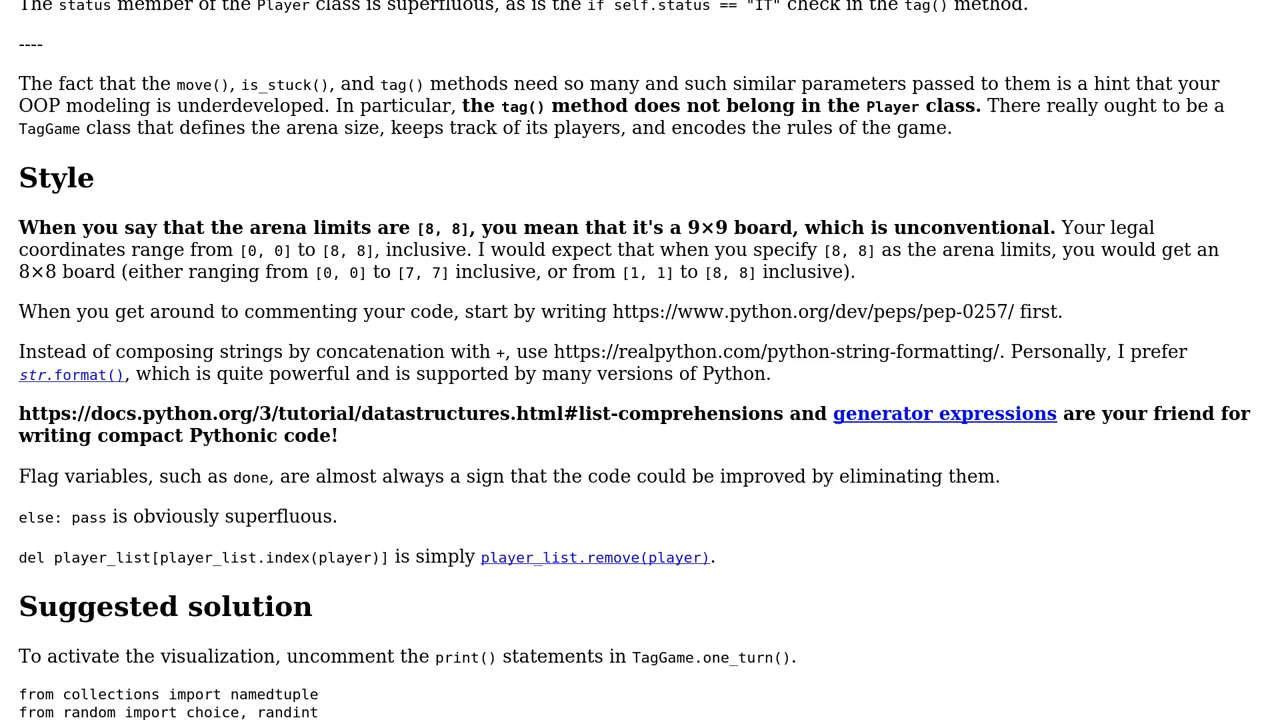 The status member of the Player class is superfluous, as is the if self.status == "IT" check in the tag() method.
----
The fact that the move(), is_stuck(), and tag() methods need so many and such similar parameters passed to them is a hint that your
OOP modeling is underdeveloped. In particular, the tag() method does not belong in the Player class. There really ought to be a
TagGame class that defines the arena size, keeps track of its players, and encodes the rules of the game.
Style
When you say that the arena limits are [8, 8], you mean that it's a 9×9 board, which is unconventional. Your legal
coordinates range from [0, 0] to [8, 8], inclusive. I would expect that when you specify [8, 8] as the arena limits, you would get an
8×8 board (either ranging from [0, 0] to [7, 7] inclusive, or from [1, 1] to [8, 8] inclusive).
When you get around to commenting your code, start by writing https://www.python.org/dev/peps/pep-0257/ first.
Instead of composing strings by concatenation with +, use https://realpython.com/python-string-formatting/. Personally, I prefer
str.format(), which is quite powerful and is supported by many versions of Python.
https://docs.python.org/3/tutorial/datastructures.html#list-comprehensions and generator expressions are your friend for
writing compact Pythonic code!
Flag variables, such as done, are almost always a sign that the code could be improved by eliminating them.
else: pass is obviously superfluous.
del player_list[player_list.index(player)] is simply player_list.remove(player).
Suggested solution
To activate the visualization, uncomment the print() statements in TagGame.one_turn().
from collections import namedtuple
from random import choice, randint